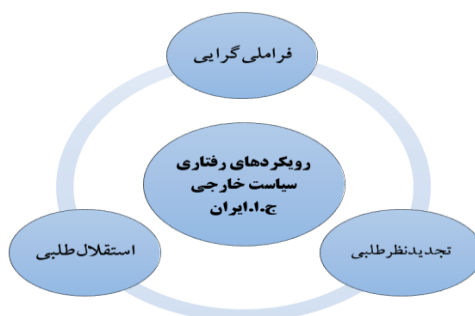 فراملی‌گرایی
رویکردهای رفتاری
سیاست خارجی
ج.ا.ایران
تجدیدنظرطلبی
استقلال‌طلبی